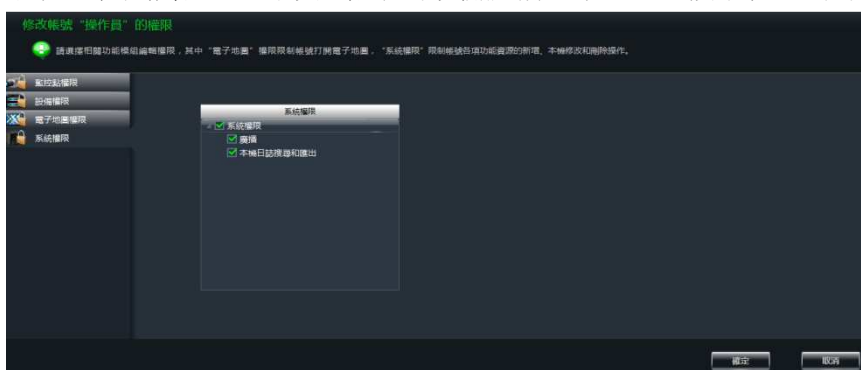 修改帳號“操作員”的權限
請選擇相關功能模組編輯權限，其中“電子地圖”權限限制帳號打開電子地圖，“系統權限”限制帳號各項功能資源的新增、本機修改和刪除操作。
監控點權限
設備權限
電子地圖權限
系統權限
系統權限
系統權限
廣播
本機日誌搜尋和匯出
確定
取消